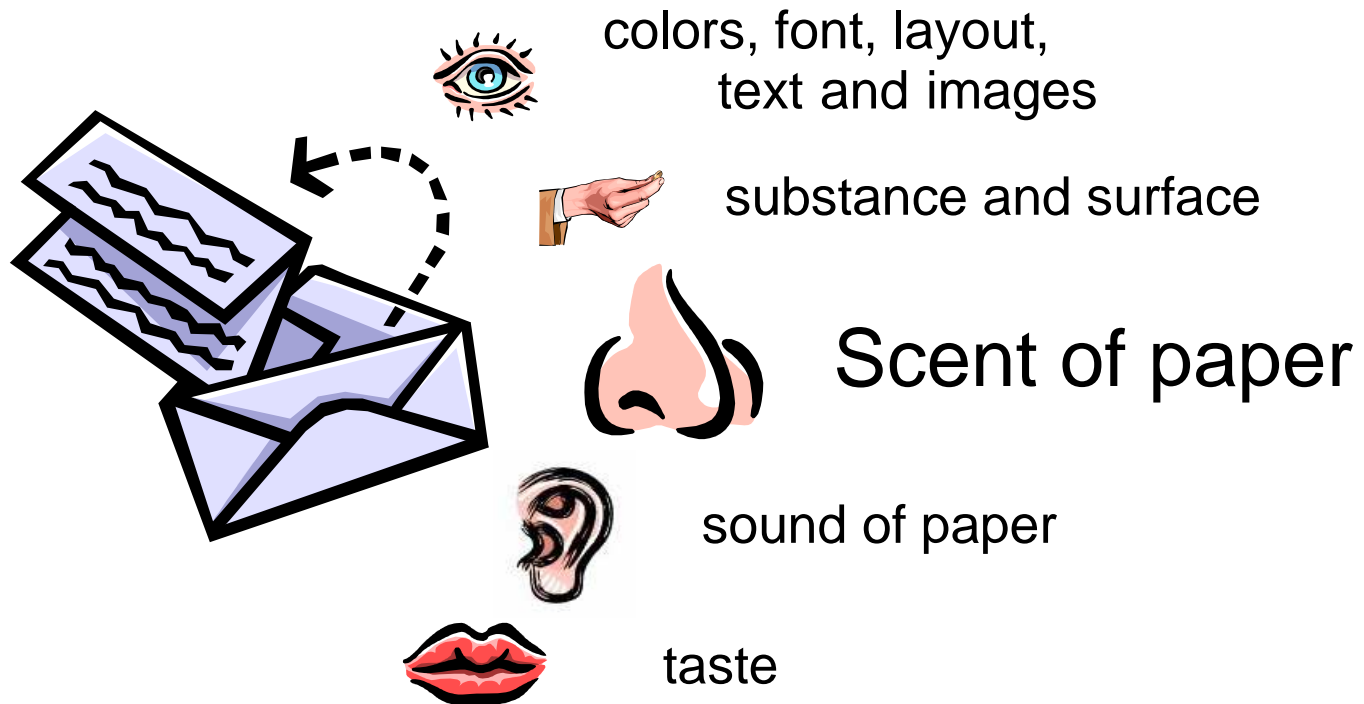 colors, font, layout,
text and images
substance and surface
Scent of paper
sound of paper
taste